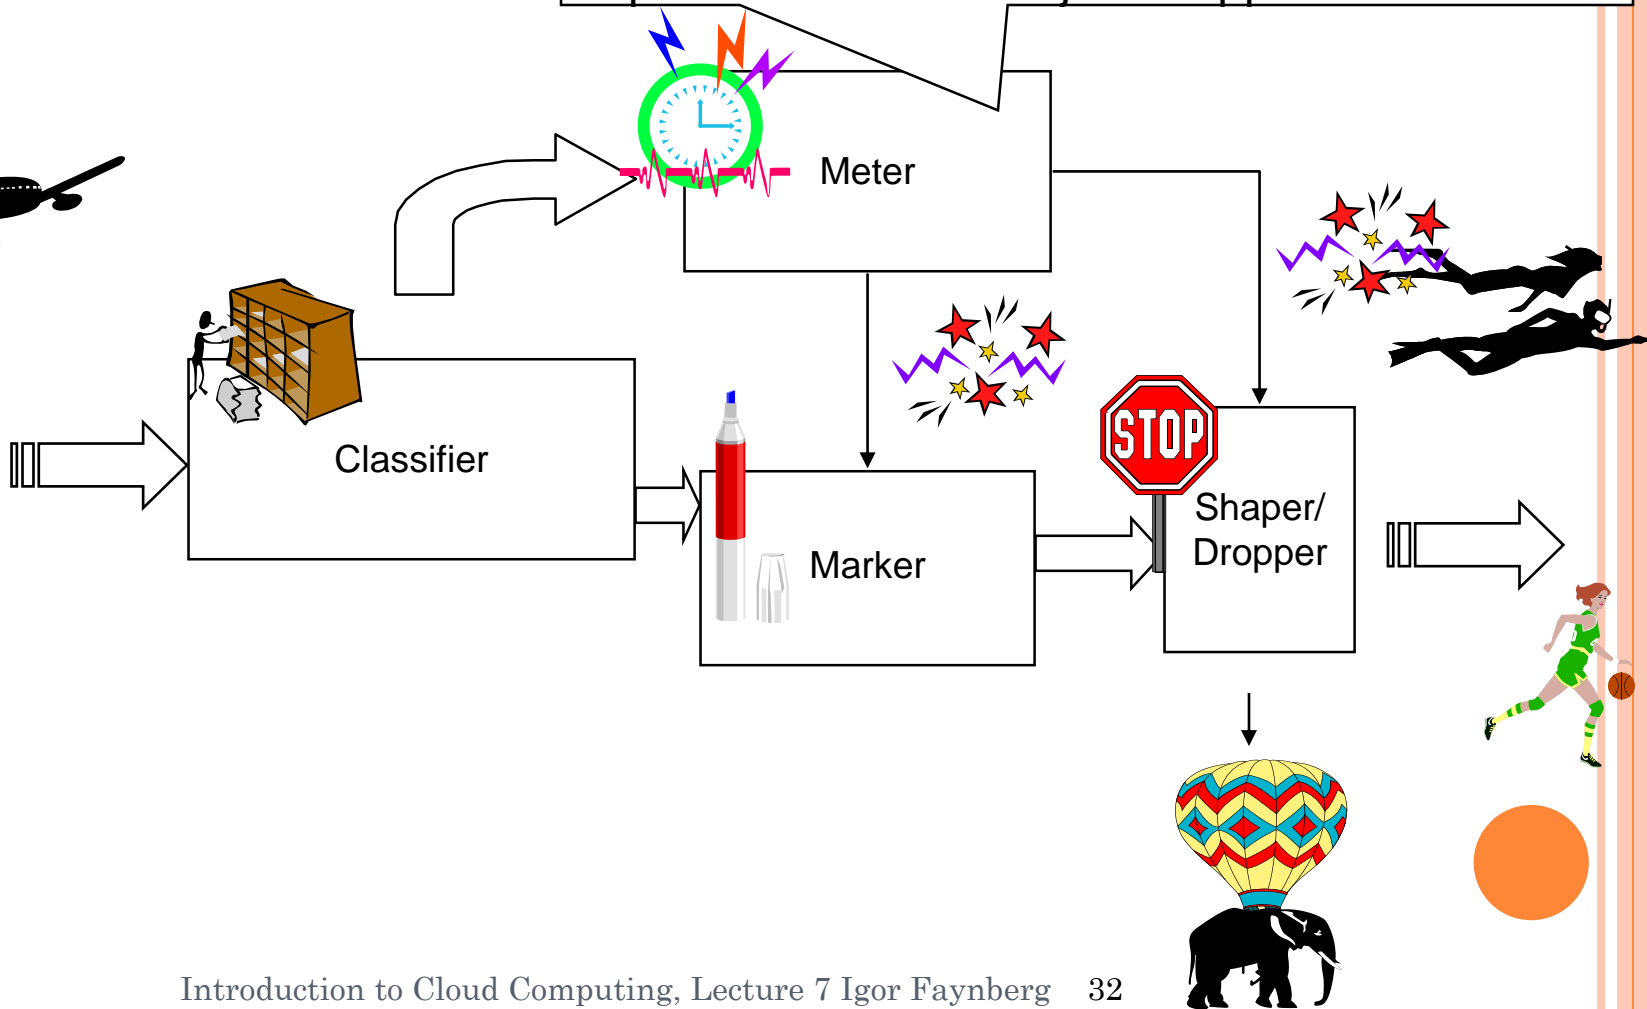 Meter
Classifier
STOP
Shaper/
Dropper
Marker
Introduction to Cloud Computing, Lecture 7 Igor Faynberg 32